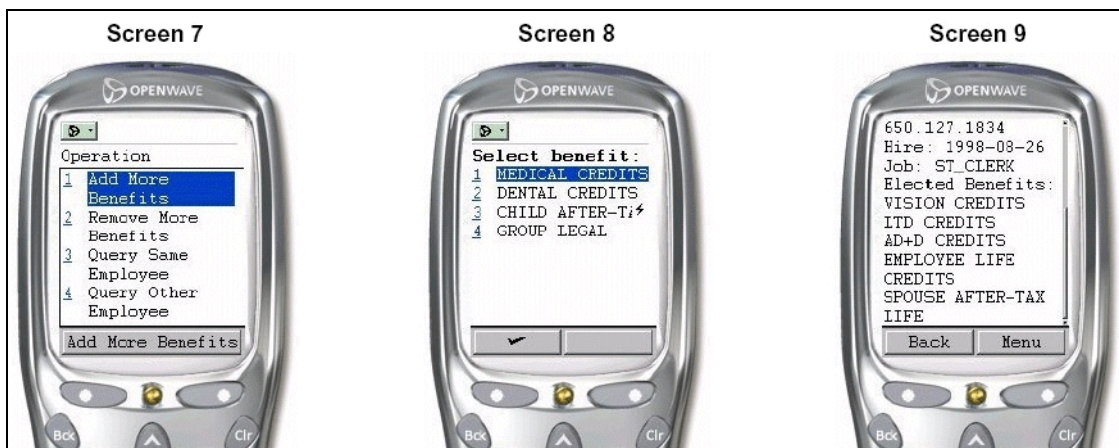 Screen 7
OPENWAVE
Operation
1 Add More
Benefits
2 Remove More
Benefits
3 Query Same
Employee
4 Query Other
Employee
Add More Benefits
Bck
Clr
Screen 8
OPENWAVE
Select benefit:
1 MEDICAL CREDITS
2 DENTAL CREDITS
3 CHILD AFTER-T
4 GROUP LEGAL
Bck
Clr
Screen 9
OPENWAVE
650.127.1834
Hire: 1998-08-26
Job: ST_CLERK
Elected Benefits:
VISION CREDITS
LTD CREDITS
AD+D CREDITS
EMPLOYEE LIFE
CREDITS
SPOUSE AFTER-TAX
LIFE
Back Menu
Bck
Clr